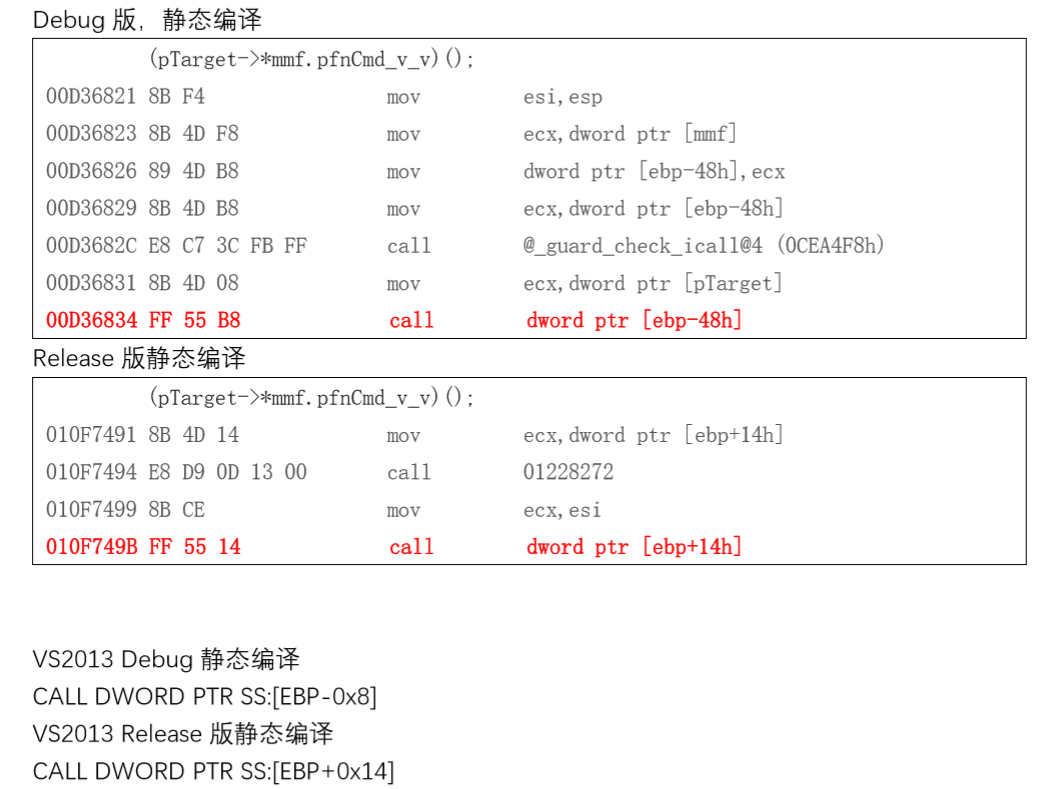 Debug 版，静态编译
(pTarget->*mmf.pfnCmd_v_v)();
00D36821 8B F4 mov esi,esp
00D36823 8B 4D F8 mov ecx,dword ptr [mmf]
00D36826 89 4D B8 mov dword ptr [ebp-48h],ecx
00D36829 8B 4D B8 mov ecx,dword ptr [ebp-48h]
00D3682C E8 C7 3C FB FF call @_guard_check_icall@4 (0CEA4F8h)
00D36831 8B 4D 08 mov ecx,dword ptr [pTarget]
00D36834 FF 55 B8 call dword ptr [ebp-48h]
Release 版静态编译
(pTarget->*mmf.pfnCmd_v_v)();
010F7491 8B 4D 14 mov ecx,dword ptr [ebp+14h]
010F7494 E8 D9 0D 13 00 call 01228272
010F7499 8B CE mov ecx,esi
010F749B FF 55 14 call dword ptr [ebp+14h]
VS2013 Debug 静态编译
CALL DWORD PTR SS:[EBP-0x8]
VS2013 Release 版静态编译
CALL DWORD PTR SS:[EBP+0x14]